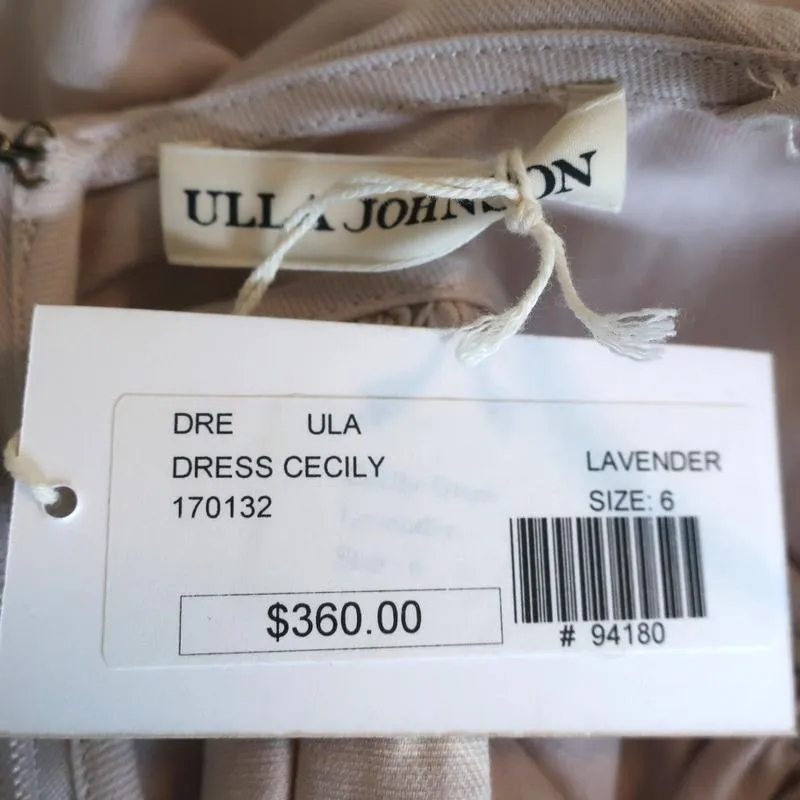 ULLA JOHNSON
DRE ULA
DRESS CECILY LAVENDER
170132 SIZE: 6
$360.00
# 94180